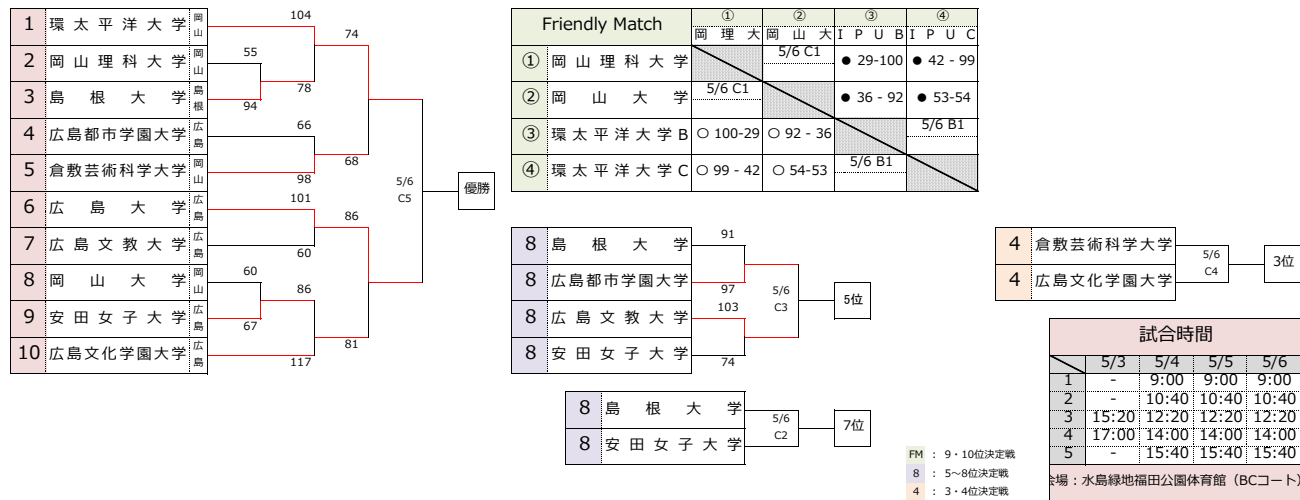 1 環太平洋大学 岡山 104
74
2 岡山理科大学 岡山 55
78
3 島根大学 島根 94
4 広島都市学園大学 広島 66
68
5 倉敷芸術科学大学 岡山 98
5/6
C5
優勝
6 広島大学 広島 101
86
7 広島文教大学 広島 60
8 岡山大学 岡山 60
86
9 安田女子大学 広島 67
81
10 広島文化学園大学 広島 117
Friendly Match ① ② ③ ④
岡理大 岡山大 IPUB IPUC
① 岡山理科大学 5/6 C1 ● 29-100 ● 42 - 99
② 岡山大学 5/6 C1 ● 36 - 92 ● 53-54
③ 環太平洋大学B ○ 100-29 ○ 92 - 36 5/6 B1
④ 環太平洋大学C ○ 99 - 42 ○ 54-53 5/6 B1
8 島根大学 91
8 広島都市学園大学 97
5/6
C3
5位
8 広島文教大学 103
8 安田女子大学 74
8 島根大学
5/6
C2
7位
8 安田女子大学
4 倉敷芸術科学大学
5/6
C4
3位
4 広島文化学園大学
FM : 9・10位決定戦
8 : 5～8位決定戦
4 : 3・4位決定戦
試合時間
5/3 5/4 5/5 5/6
1 - 9:00 9:00 9:00
2 - 10:40 10:40 10:40
3 15:20 12:20 12:20 12:20
4 17:00 14:00 14:00 14:00
5 - 15:40 15:40 15:40
会場：水島緑地福田公園体育館（BCコート）